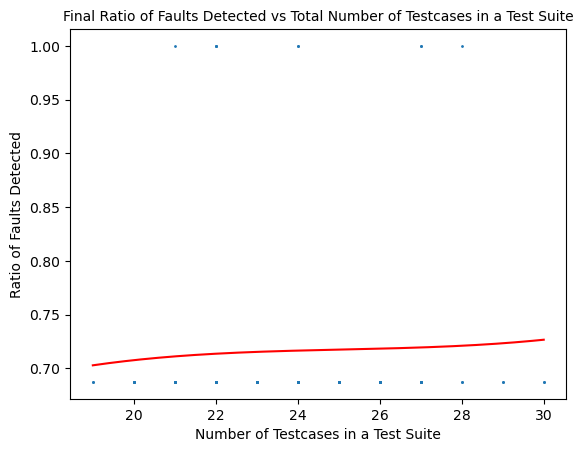 Final Ratio of Faults Detected vs Total Number of Testcases in a Test Suite
1.00
0.95
0.90
0.85
0.80
0.75
0.70
Ratio of Faults Detected
20 22 24 26 28 30
Number of Testcases in a Test Suite